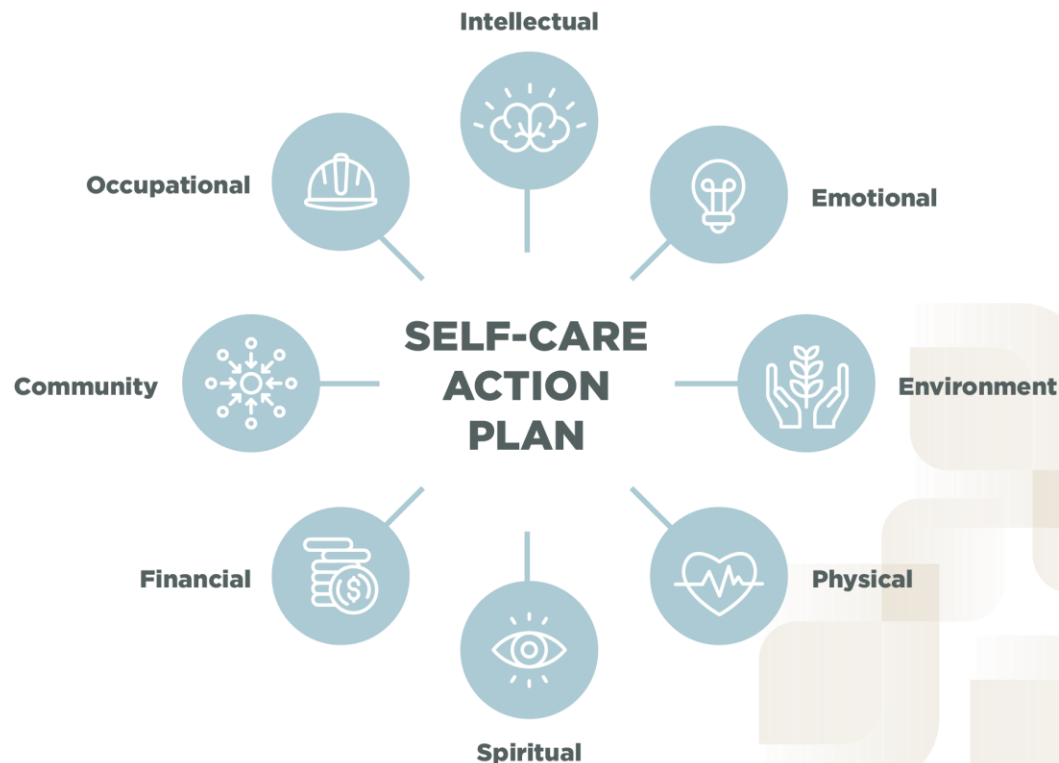 Intellectual
Occupational
Emotional
SELF-CARE
ACTION
PLAN
Community
Environment
Financial
Physical
Spiritual
$